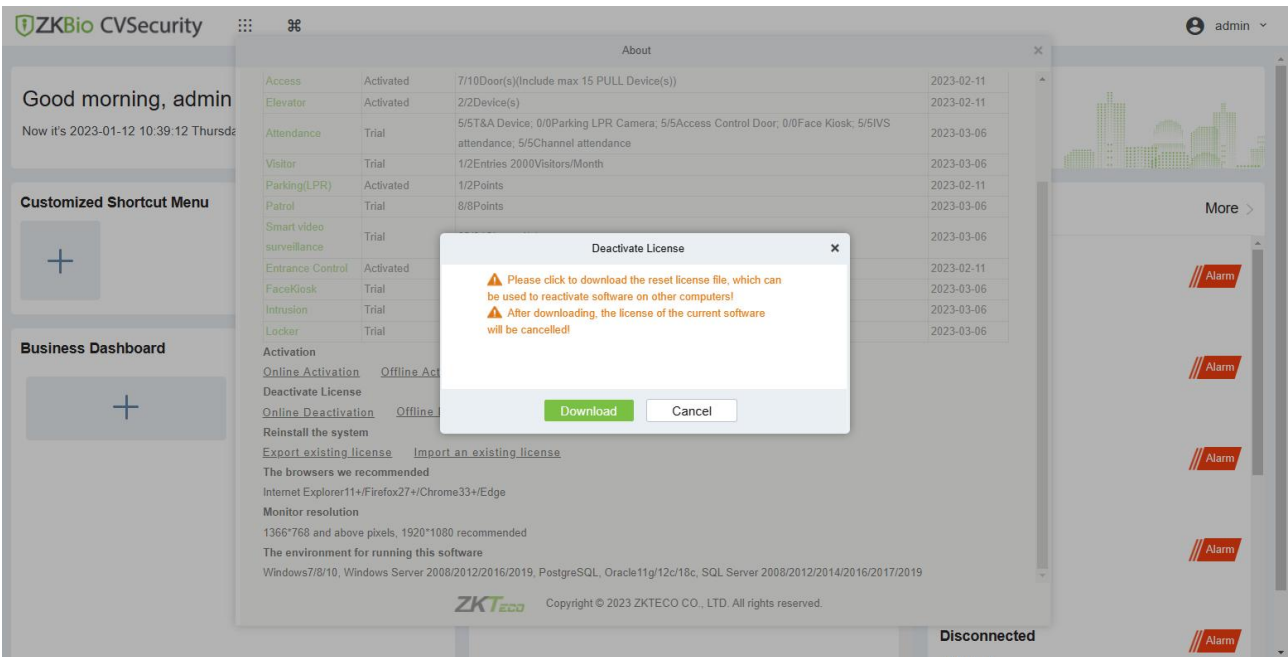 ZKBio CVSecurity
admin
About
Good morning, admin
Now it's 2023-01-12 10:39:12 Thursda
Access Activated 7/10Door(s)(Include max 15 PULL Device(s)) 2023-02-11
Elevator Activated 2/2Device(s) 2023-02-11
Attendance Trial 5/5T&A Device; 0/0Parking LPR Camera; 5/5Access Control Door; 0/0Face Kiosk; 5/5IVS 2023-03-06
attendance; 5/5Channel attendance
Visitor Trial 1/2Entries 2000Visitors/Month 2023-03-06
Parking(LPR) Activated 1/2Points 2023-02-11
Patrol Trial 8/8Points 2023-03-06
Smart video
surveillance Trial 2023-03-06
Entrance Control Activated 2023-02-11
FaceKiosk Trial 2023-03-06
Intrusion Trial 2023-03-06
Locker Trial 2023-03-06
Customized Shortcut Menu
Business Dashboard
Activation
Online Activation Offline Act
Deactivate License
Online Deactivation Offline
Reinstall the system
Export existing license Import an existing license
The browsers we recommended
Internet Explorer11+/Firefox27+/Chrome33+/Edge
Monitor resolution
1366*768 and above pixels, 1920*1080 recommended
The environment for running this software
Windows7/8/10, Windows Server 2008/2012/2016/2019, PostgreSQL, Oracle11g/12c/18c, SQL Server 2008/2012/2014/2016/2017/2019
ZKTeco Copyright © 2023 ZKTECO CO., LTD. All rights reserved.
Deactivate License
Please click to download the reset license file, which can
be used to reactivate software on other computers!
After downloading, the license of the current software
will be cancelled!
Download Cancel
More
Alarm
Alarm
Alarm
Alarm
Disconnected
Alarm